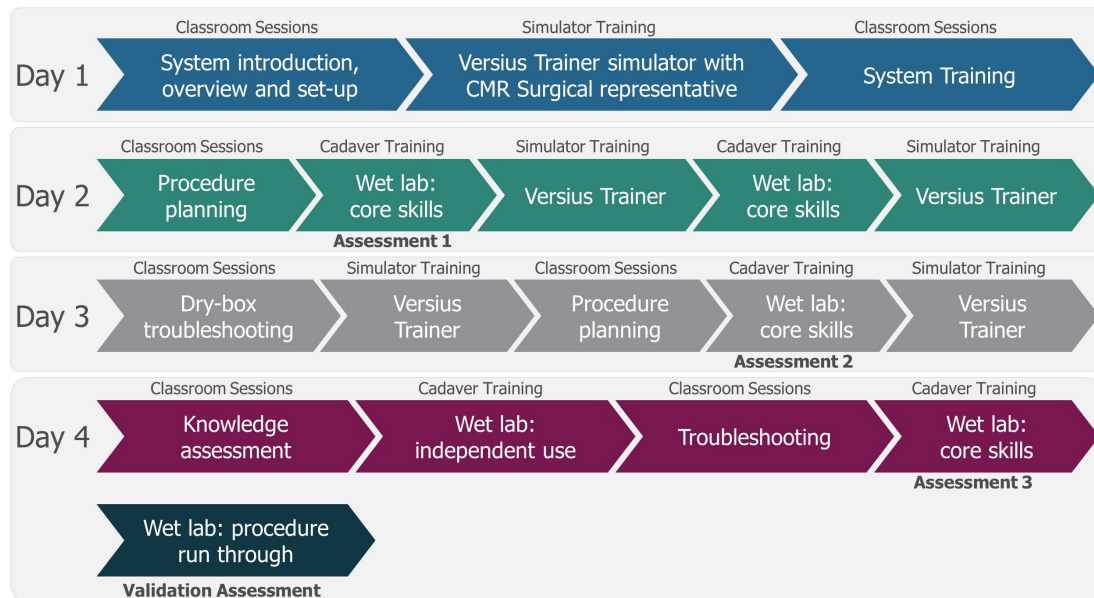 Classroom Sessions
Simulator Training
Classroom Sessions
Day 1
System introduction,
overview and set-up
Versius Trainer simulator with
CMR Surgical representative
System Training
Classroom Sessions
Cadaver Training
Simulator Training
Cadaver Training
Simulator Training
Day 2
Procedure
planning
Wet lab:
core skills
Versius Trainer
Wet lab:
core skills
Versius Trainer
Assessment 1
Classroom Sessions
Simulator Training
Classroom Sessions
Cadaver Training
Simulator Training
Day 3
Dry-box
troubleshooting
Versius
Trainer
Procedure
planning
Wet lab:
core skills
Versius
Trainer
Assessment 2
Classroom Sessions
Cadaver Training
Classroom Sessions
Cadaver Training
Day 4
Knowledge
assessment
Wet lab:
independent use
Troubleshooting
Wet lab:
core skills
Assessment 3
Wet lab: procedure
run through
Validation Assessment